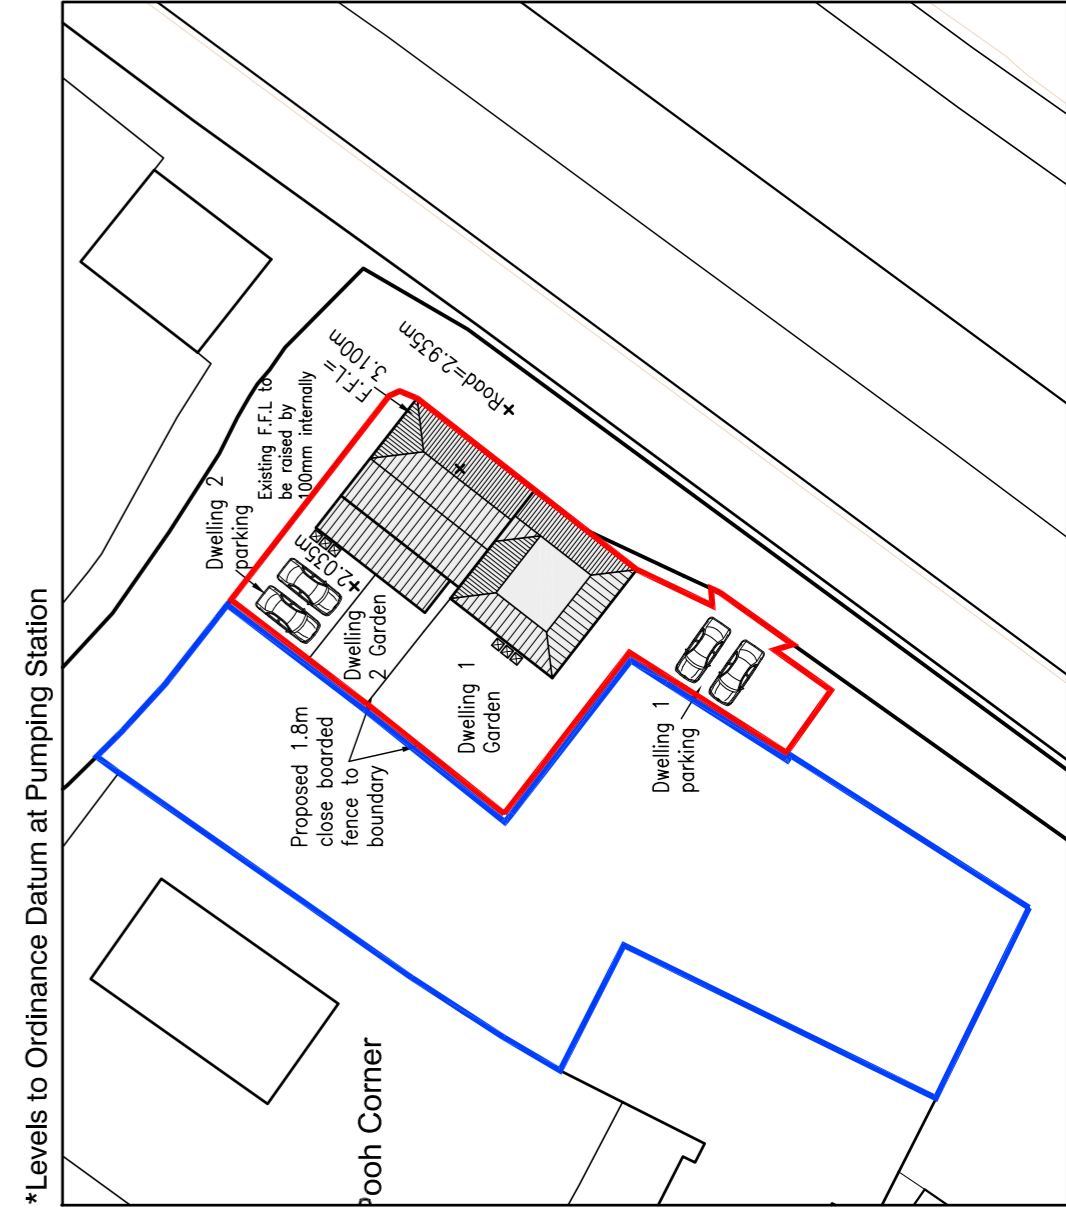 *Levels to Ordinance Datum at Pumping Station
Dwelling 2
parking
Existing F.F.L to
be raised by
100mm internally
F.F.L=
3.100m
+Road=2.935m
+2.035m
Dwelling
2 Garden
Dwelling 1
Garden
Proposed 1.8m
close boarded
fence to
boundary
Dwelling 1
parking
Pooh Corner